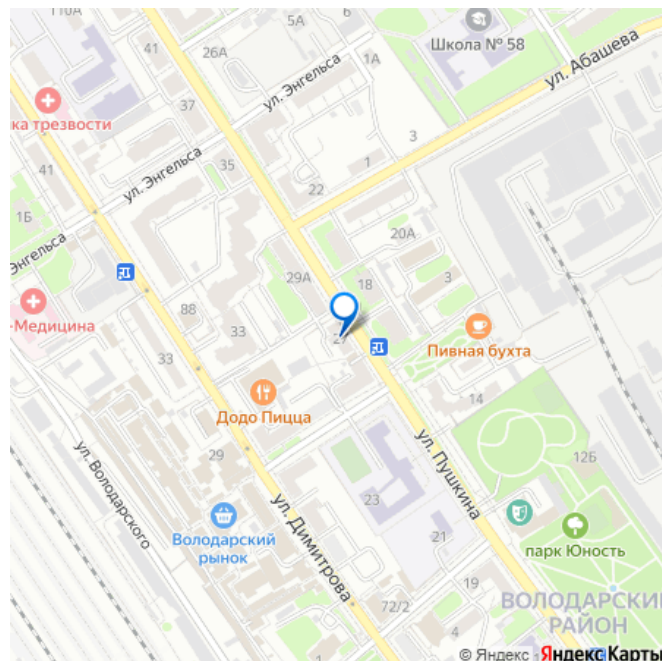 110А
5А
6
41
26А
1А
Школа № 58
ул. Абашева
ул. Энгельса
ка трезвости
37
41
35
3
1
ул. Энгельса
22
1Б
Энгельса
20А
29А
18
3
88
-Медицина
33
33
Пивная бухта
Додо Пицца
14
29
ул. Пушкина
12Б
ул. Володарского
23
Володарский
рынок
ул. Димитрова
21
парк Юность
19
72/2
4
ВОЛОДАРСКИЙ
РАЙОН
© Яндекс Яндекс Карты